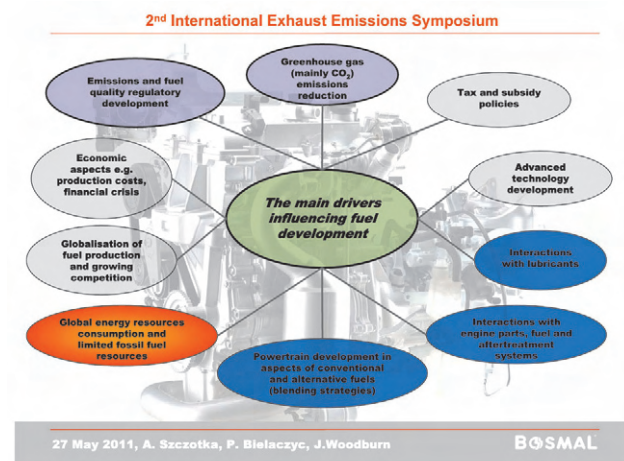 2nd International Exhaust Emissions Symposium
Emissions and fuel
quality regulatory
development
Greenhouse gas
(mainly CO2)
emissions
reduction
Tax and subsidy
policies
Economic
aspects e.g.
production costs,
financial crisis
The main drivers
influencing fuel
development
Advanced
technology
development
Globalisation of
fuel production
and growing
competition
Interactions
with lubricants
Global energy resources
consumption and
limited fossil fuel
resources
Powertrain development in
aspects of conventional
and alternative fuels
(blending strategies)
Interactions with
engine parts, fuel and
aftertreatment
systems
27 May 2011, A. Szczotka, P. Bielaczyc, J.Woodburn
BOSMAL